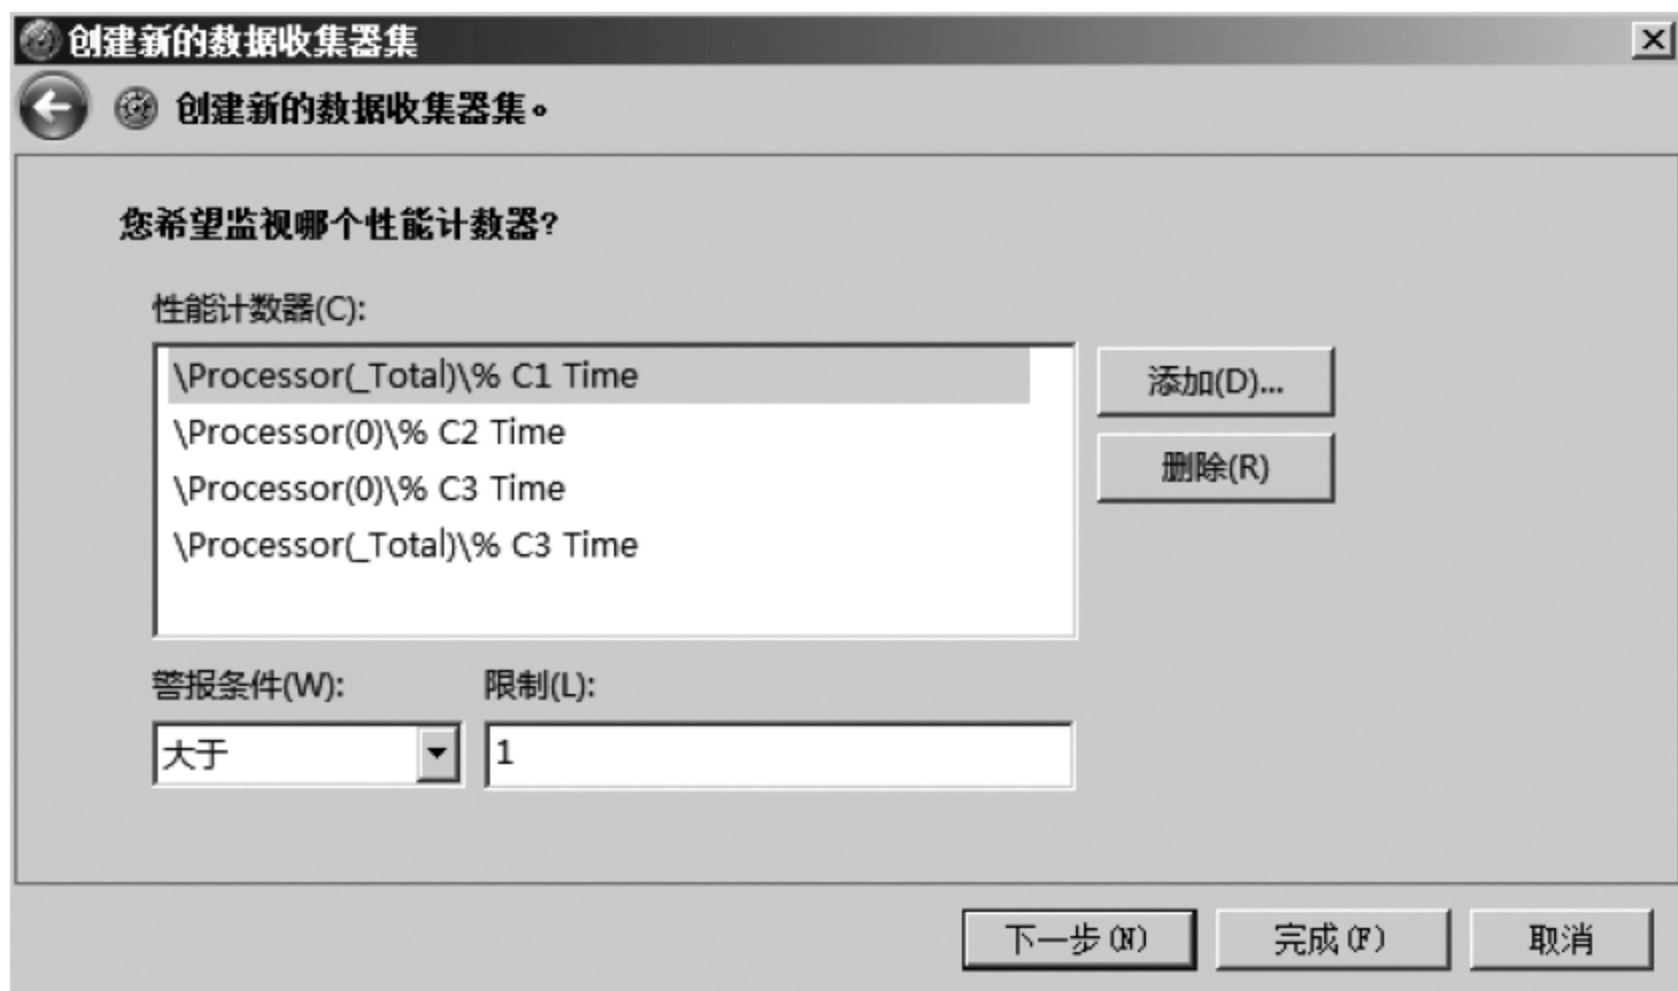 创建新的数据收集器集
创建新的数据收集器集。
您希望监视哪个性能计数器?
性能计数器(C):
\Processor(_Total)\% C1 Time
\Processor(0)\% C2 Time
\Processor(0)\% C3 Time
\Processor(_Total)\% C3 Time
添加(D)...
删除(R)
警报条件(W):
限制(L):
大于
1
下一步(N)
完成(F)
取消